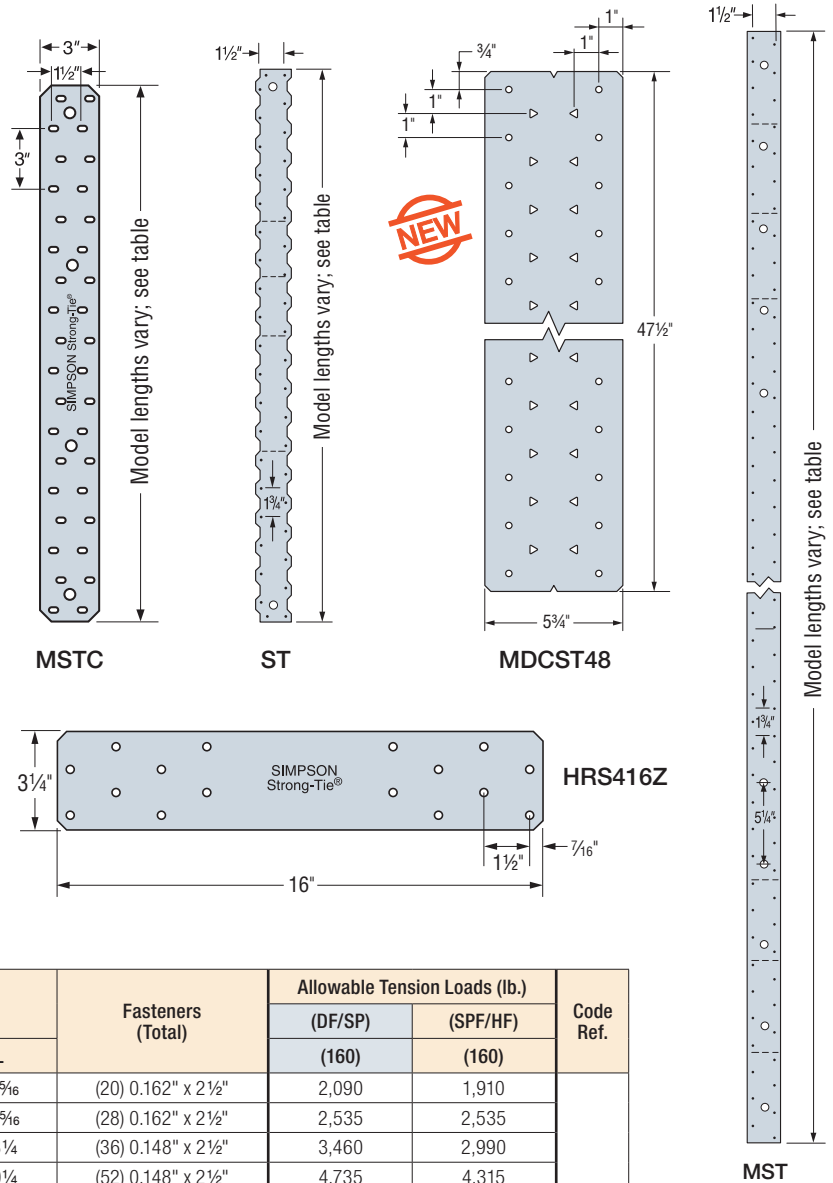 3"
1½"
3"
Model lengths vary; see table
SIMPSON Strong-Tie®
MSTC
1½"
Model lengths vary; see table
1¾"
ST
NEW
¾"
1"
1"
1"
1"
47½"
5¾"
MDCST48
1½"
Model lengths vary; see table
1¾"
5¼"
MST
3¼"
SIMPSON
Strong-Tie®
HRS416Z
1½"
7/16"
16"
Fasteners
(Total)
Allowable Tension Loads (lb.)
Code
Ref.
(DF/SP)
(SPF/HF)
(160)
(160)
(20) 0.162" x 2½"
2,090
1,910
(28) 0.162" x 2½"
2,535
2,535
(36) 0.148" x 2½"
3,460
2,990
(52) 0.148" x 2½"
4,735
4,315